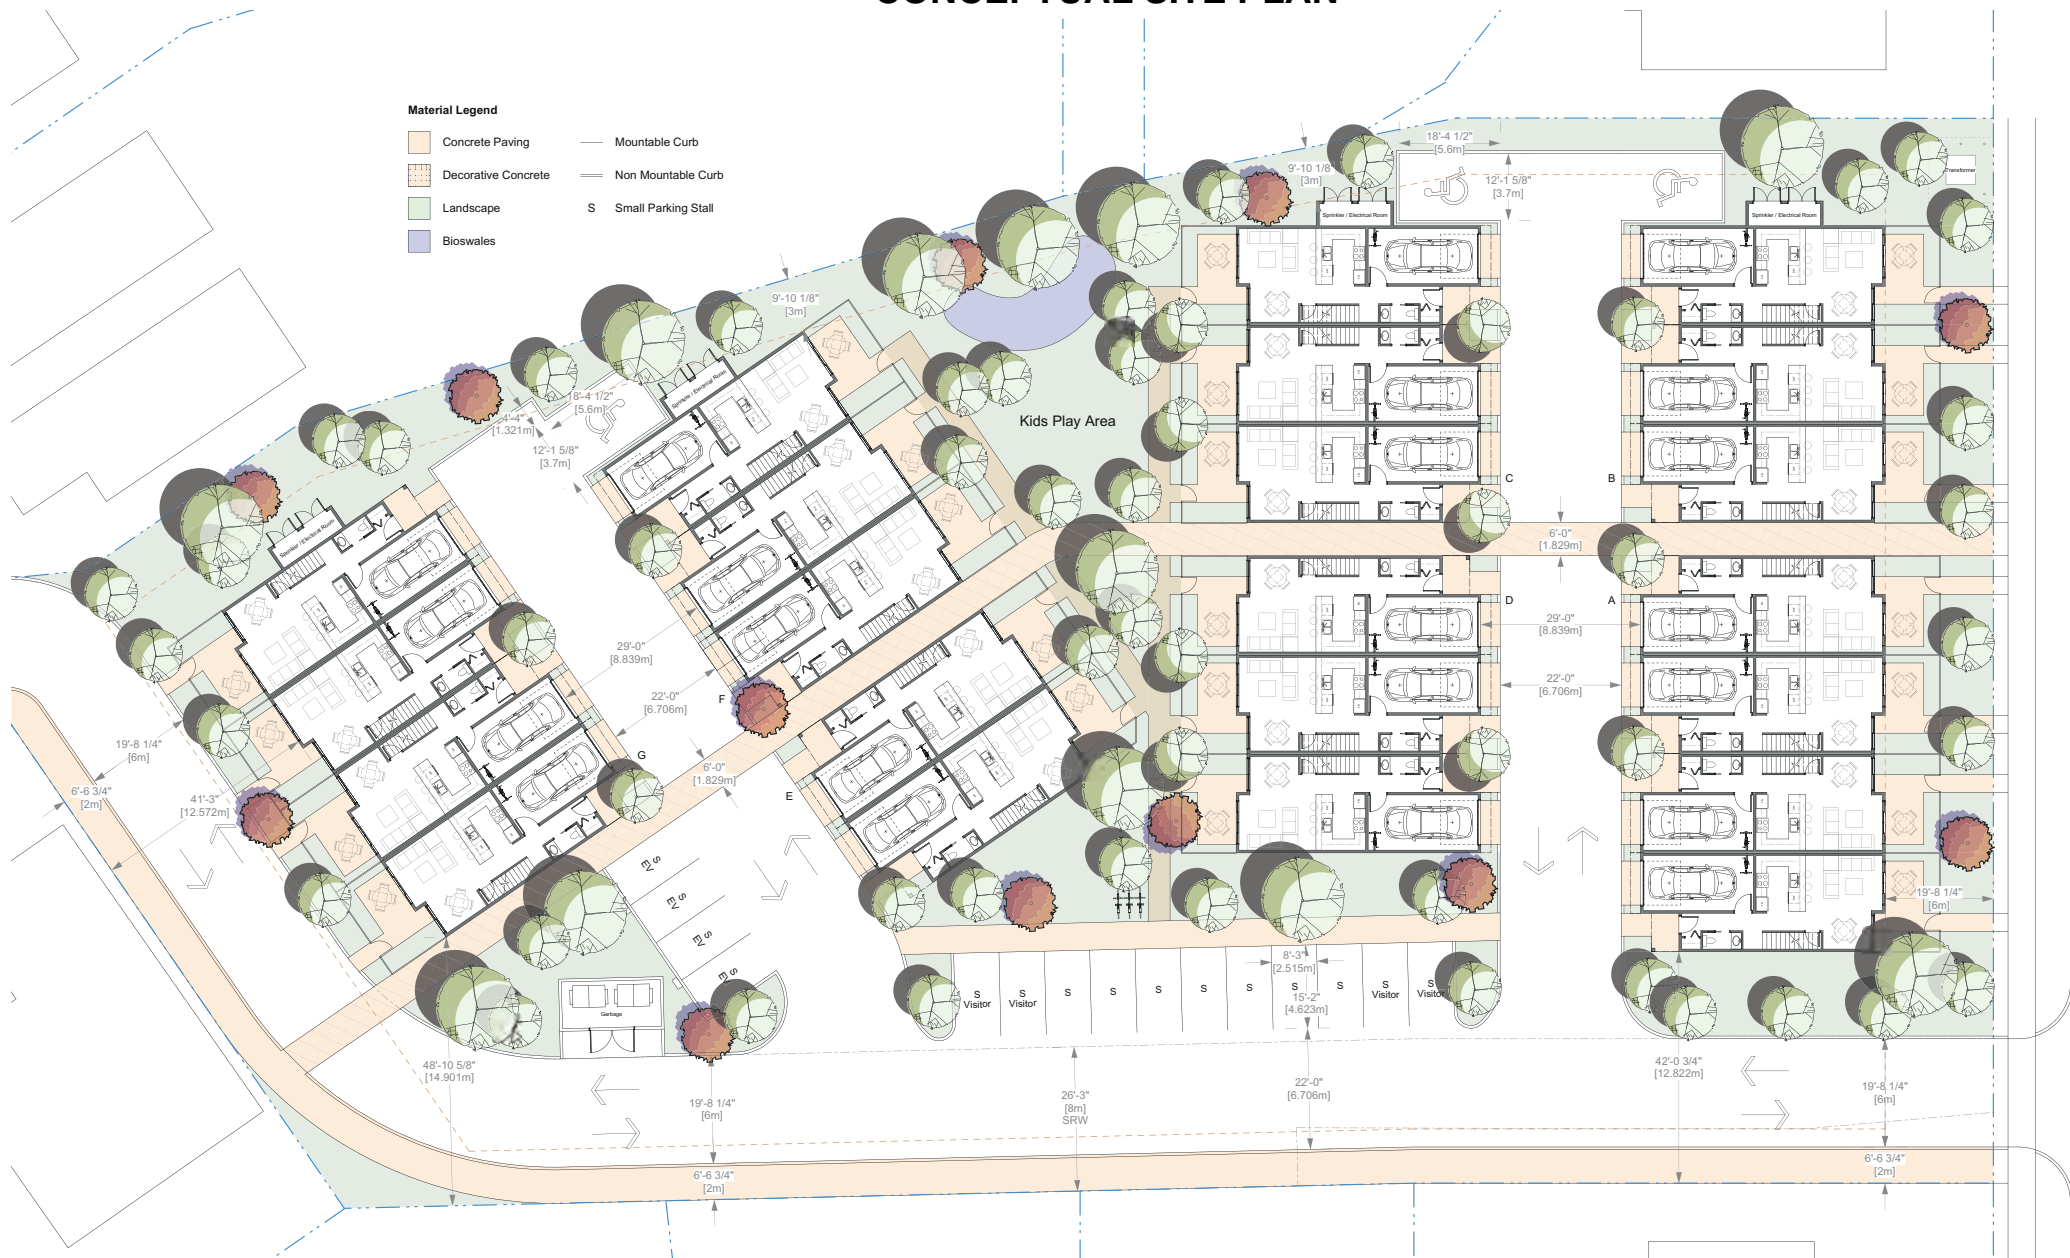 CONCEPTUAL SITE PLAN
Material Legend
Concrete Paving
Mountable Curb
Decorative Concrete
Non Mountable Curb
Landscape
S
Small Parking Stall
Bioswales
18'-4 1/2"
[5.6m]
9'-10 1/8"
[3m]
12'-1 5/8"
[3.7m]
Transformer
Sprinkler / Electrical Room
Sprinkler / Electrical Room
9'-10 1/8"
[3m]
Sprinkler / Electrical Room
18'-4 1/2"
[5.6m]
4'-4"
[1.321m]
12'-1 5/8"
[3.7m]
Kids Play Area
Sprinkler / Electrical Room
C
B
6'-0"
[1.829m]
D
A
29'-0"
[8.839m]
29'-0"
[8.839m]
22'-0"
[6.706m]
22'-0"
[6.706m]
F
G
E
6'-0"
[1.829m]
19'-8 1/4"
[6m]
6'-6 3/4"
[2m]
41'-3"
[12.572m]
S
EV
S
EV
S
EV
S
EV
19'-8 1/4"
[6m]
8'-3"
[2.515m]
S
Visitor
S
Visitor
S
S
S
S
S
S
S
S
Visitor
S
Visitor
15'-2"
[4.623m]
Garbage
48'-10 5/8"
[14.901m]
19'-8 1/4"
[6m]
26'-3"
[8m]
SRW
22'-0"
[6.706m]
42'-0 3/4"
[12.822m]
19'-8 1/4"
[6m]
6'-6 3/4"
[2m]
6'-6 3/4"
[2m]